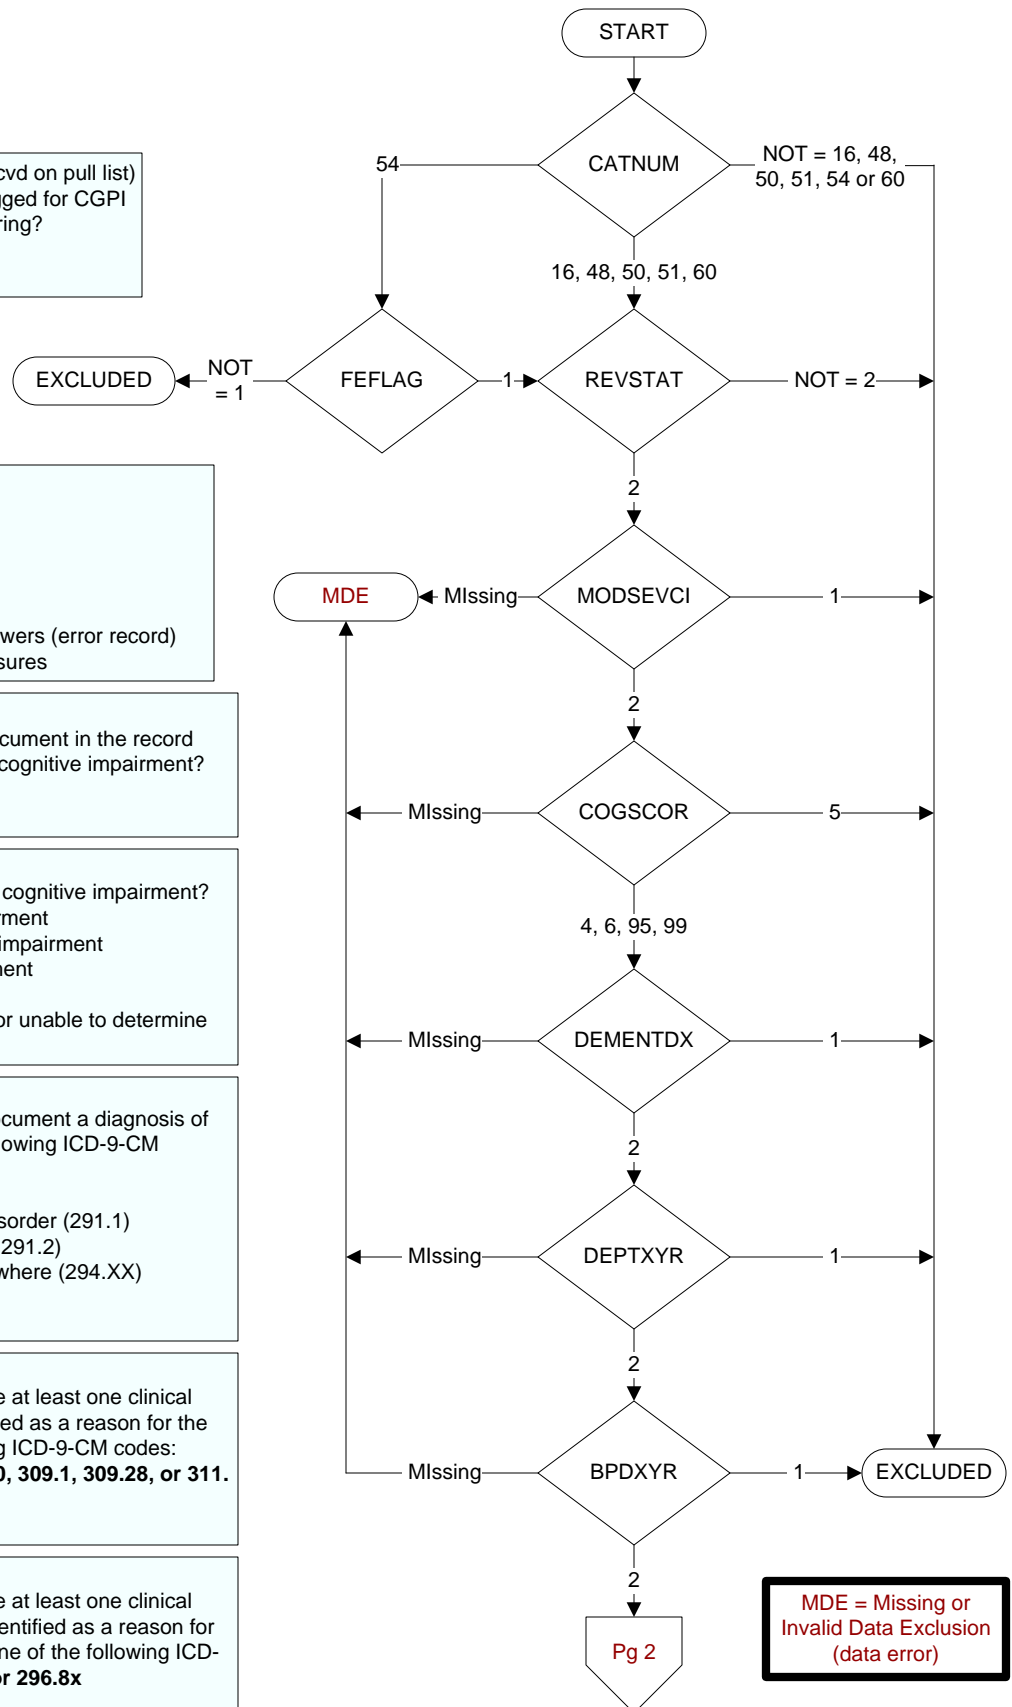 START
cvd on pull list)
gged for CGPI
ring?
54
CATNUM
NOT = 16, 48,
50, 51, 54 or 60
16, 48, 50, 51, 60
EXCLUDED
NOT
= 1
FEFLAG
1
REVSTAT
NOT = 2
2
wers (error record)
sures
MDE
MIssing
MODSEVCI
1
2
cument in the record
cognitive impairment?
MIssing
COGSCOR
5
4, 6, 95, 99
cognitive impairment?
rment
impairment
nent
or unable to determine
MIssing
DEMENTDX
1
2
ocument a diagnosis of
lowing ICD-9-CM
sorder (291.1)
291.2)
where (294.XX)
MIssing
DEPTXYR
1
2
e at least one clinical
ed as a reason for the
g ICD-9-CM codes:
0, 309.1, 309.28, or 311.
MIssing
BPDXYR
1
EXCLUDED
2
e at least one clinical
entified as a reason for
ne of the following ICD-
or 296.8x
Pg 2
MDE = Missing or
Invalid Data Exclusion
(data error)